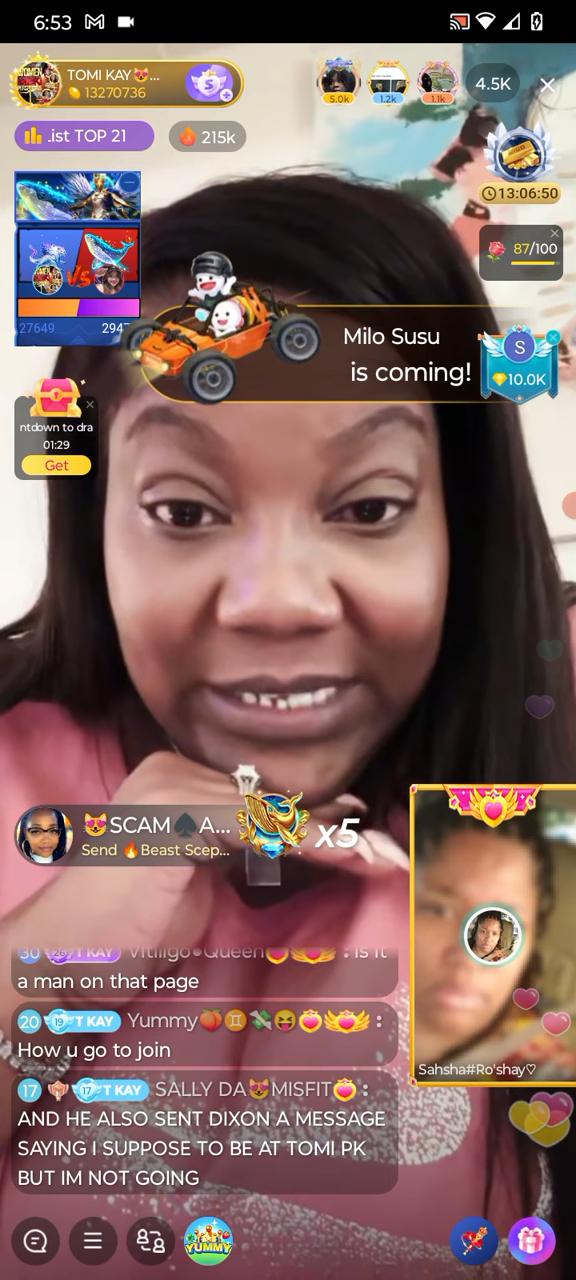 6:53
TOMI KAY😻...
13270736
S
5.0k
1.2k
1.1k
4.5K
.ist TOP 21
215k
13:06:50
87/100
VS
27649
2947
Milo Susu
is coming!
S
10.0K
ntdown to dra
01:29
Get
😻SCAM♠️A...
Send 🔥Beast Scep...
x5
30 T KAY Vitiligo●Queen : is it
a man on that page
20 19 T KAY Yummy🍑♊💸😝 :
How u go to join
17 17 T KAY SALLY DA😻MISFIT :
AND HE ALSO SENT DIXON A MESSAGE
SAYING I SUPPOSE TO BE AT TOMI PK
BUT IM NOT GOING
Sahsha#Ro'shay♡
YUMMY